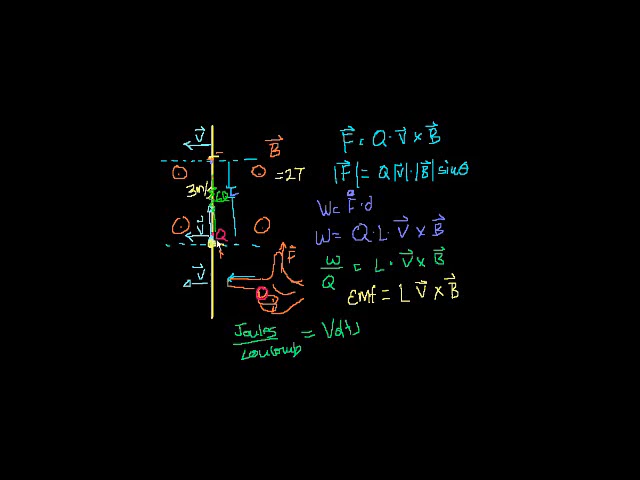 V
B
= 2T
3m/s
L
V
Q
V
F
F = Q · V × B
|F| = Q |V| · |B| sinθ
W = F · d
W = Q · L · V × B
W/Q = L · V × B
emf = L V × B
Joules/Coulomb = Volts